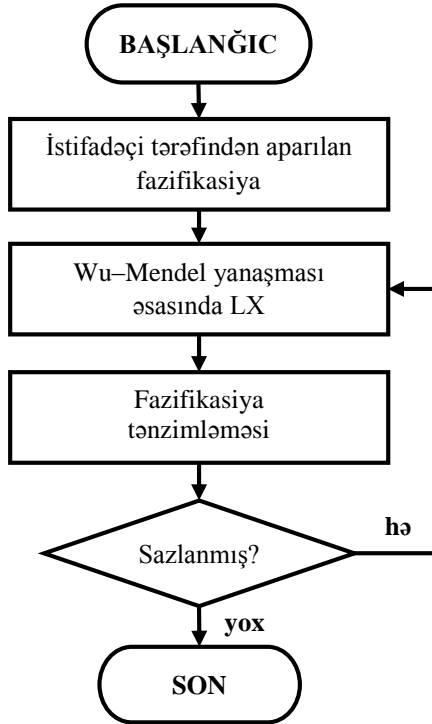 BAŞLANĞIC
İstifadəçi tərəfindən aparılan
fazifikasiya
Wu–Mendel yanaşması
əsasında LX
Fazifikasiya
tənzimləməsi
Sazlanmış?
hə
yox
SON